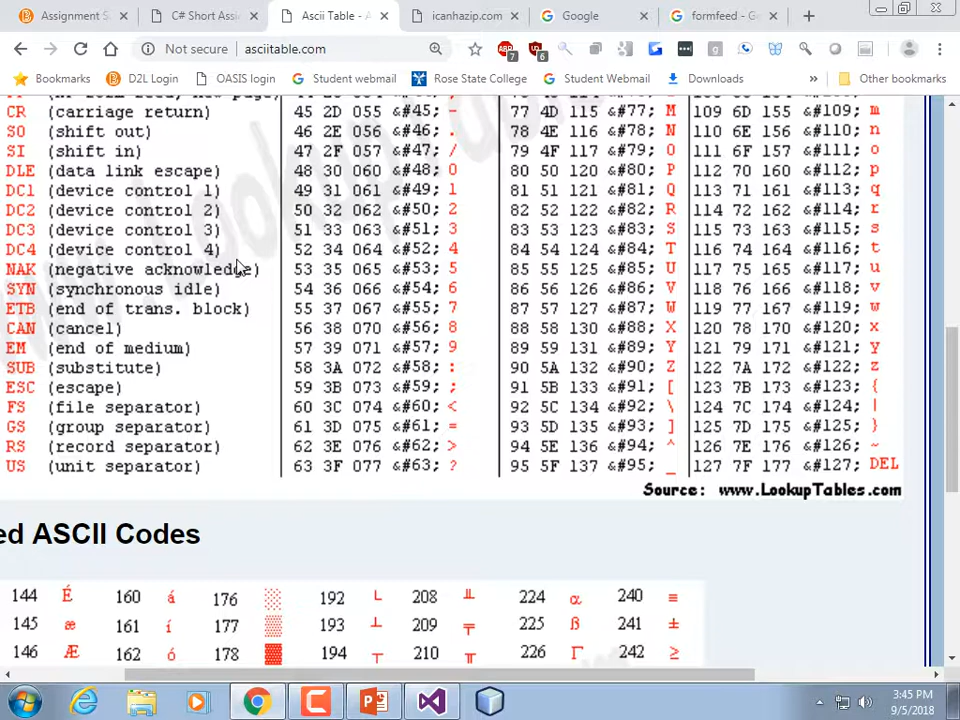 Assignment S
C# Short Assi
Ascii Table - A
icanhazip.com
Google
formfeed - G
Not secure | asciitable.com
7
6
Bookmarks D2L Login OASIS login Student webmail Rose State College Student Webmail Downloads » Other bookmarks
CR (carriage return) 45 2D 055 &#45; - 77 4D 115 &#77; M 109 6D 155 &#109; m
SO (shift out) 46 2E 056 &#46; . 78 4E 116 &#78; N 110 6E 156 &#110; n
SI (shift in) 47 2F 057 &#47; / 79 4F 117 &#79; O 111 6F 157 &#111; o
DLE (data link escape) 48 30 060 &#48; 0 80 50 120 &#80; P 112 70 160 &#112; p
DC1 (device control 1) 49 31 061 &#49; 1 81 51 121 &#81; Q 113 71 161 &#113; q
DC2 (device control 2) 50 32 062 &#50; 2 82 52 122 &#82; R 114 72 162 &#114; r
DC3 (device control 3) 51 33 063 &#51; 3 83 53 123 &#83; S 115 73 163 &#115; s
DC4 (device control 4) 52 34 064 &#52; 4 84 54 124 &#84; T 116 74 164 &#116; t
NAK (negative acknowledge) 53 35 065 &#53; 5 85 55 125 &#85; U 117 75 165 &#117; u
SYN (synchronous idle) 54 36 066 &#54; 6 86 56 126 &#86; V 118 76 166 &#118; v
ETB (end of trans. block) 55 37 067 &#55; 7 87 57 127 &#87; W 119 77 167 &#119; w
CAN (cancel) 56 38 070 &#56; 8 88 58 130 &#88; X 120 78 170 &#120; x
EM (end of medium) 57 39 071 &#57; 9 89 59 131 &#89; Y 121 79 171 &#121; y
SUB (substitute) 58 3A 072 &#58; : 90 5A 132 &#90; Z 122 7A 172 &#122; z
ESC (escape) 59 3B 073 &#59; ; 91 5B 133 &#91; [ 123 7B 173 &#123; {
FS (file separator) 60 3C 074 &#60; < 92 5C 134 &#92; \ 124 7C 174 &#124; |
GS (group separator) 61 3D 075 &#61; = 93 5D 135 &#93; ] 125 7D 175 &#125; }
RS (record separator) 62 3E 076 &#62; > 94 5E 136 &#94; ^ 126 7E 176 &#126; ~
US (unit separator) 63 3F 077 &#63; ? 95 5F 137 &#95; _ 127 7F 177 &#127; DEL
Source: www.LookupTables.com
ed ASCII Codes
144 É 160 á 176 ░ 192 └ 208 ╨ 224 α 240 ≡
145 æ 161 í 177 ▒ 193 ┴ 209 ╤ 225 ß 241 ±
146 Æ 162 ó 178 ▓ 194 ┬ 210 ╥ 226 Γ 242 ≥
3:45 PM
9/5/2018